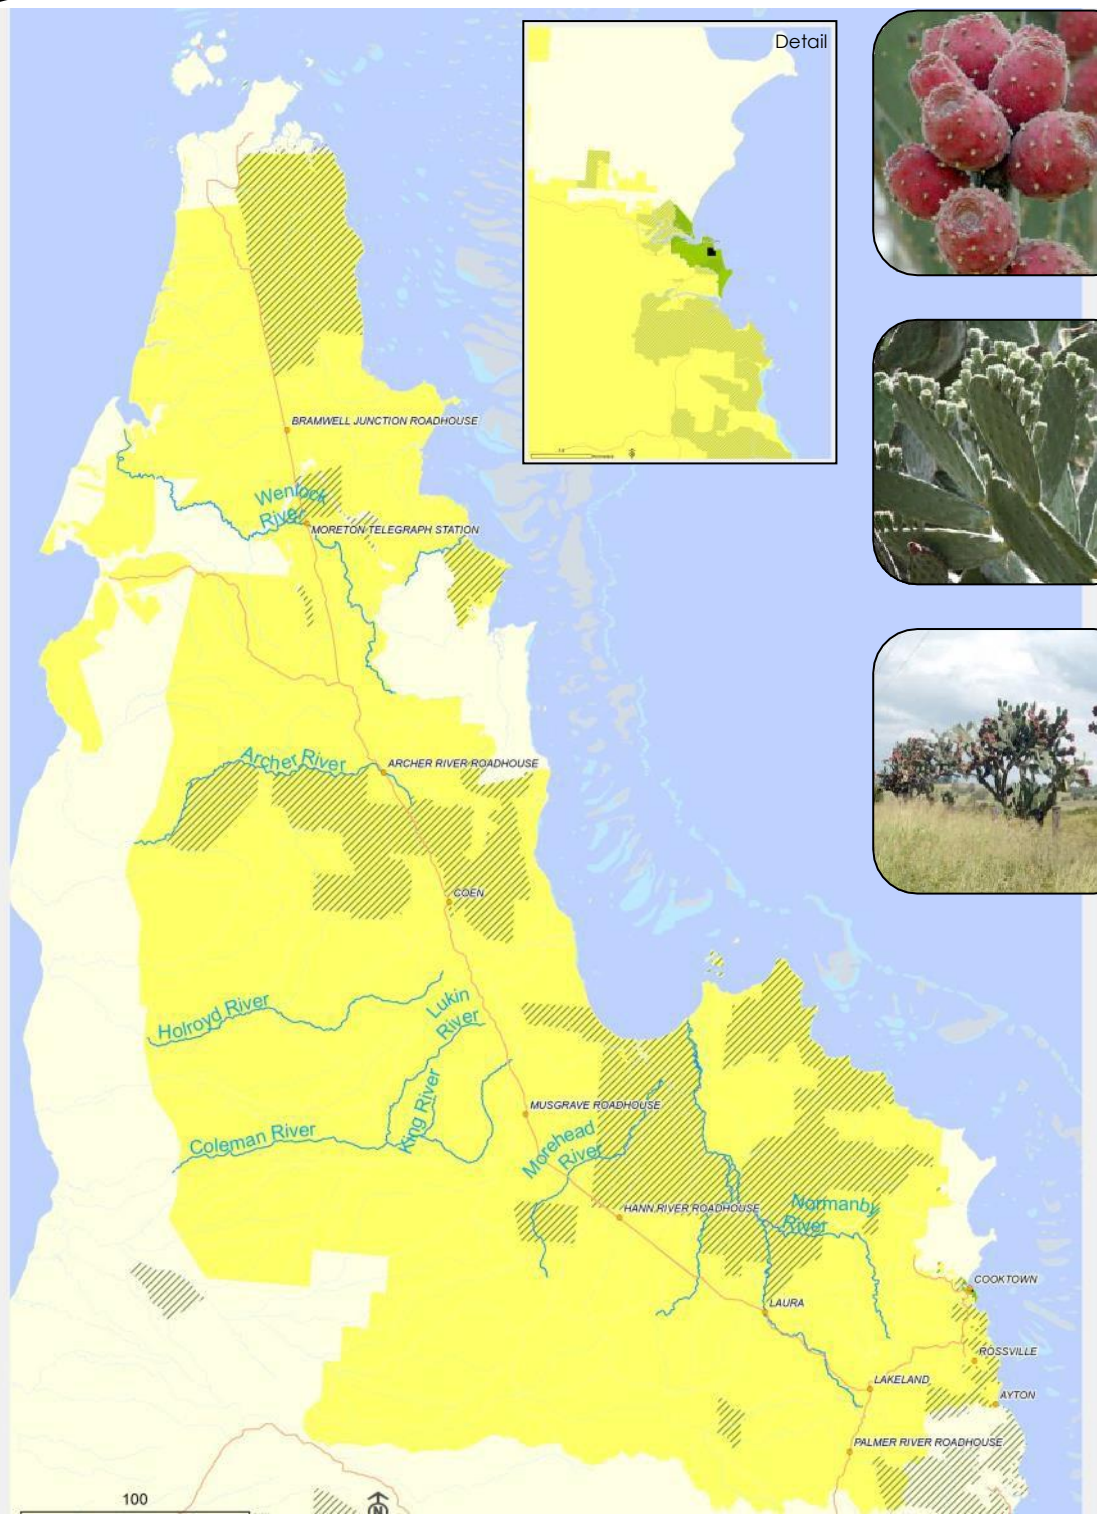 Detail
BRAMWELL JUNCTION ROADHOUSE
Wenlock
River
MORETON TELEGRAPH STATION
Archer River
ARCHER RIVER ROADHOUSE
COEN
Holroyd River
Lukin
River
King River
MUSGRAVE ROADHOUSE
Coleman River
Morehead
River
HANN RIVER ROADHOUSE
Normanby
River
COOKTOWN
LAURA
ROSSVILLE
LAKELAND
AYTON
PALMER RIVER ROADHOUSE
100
N